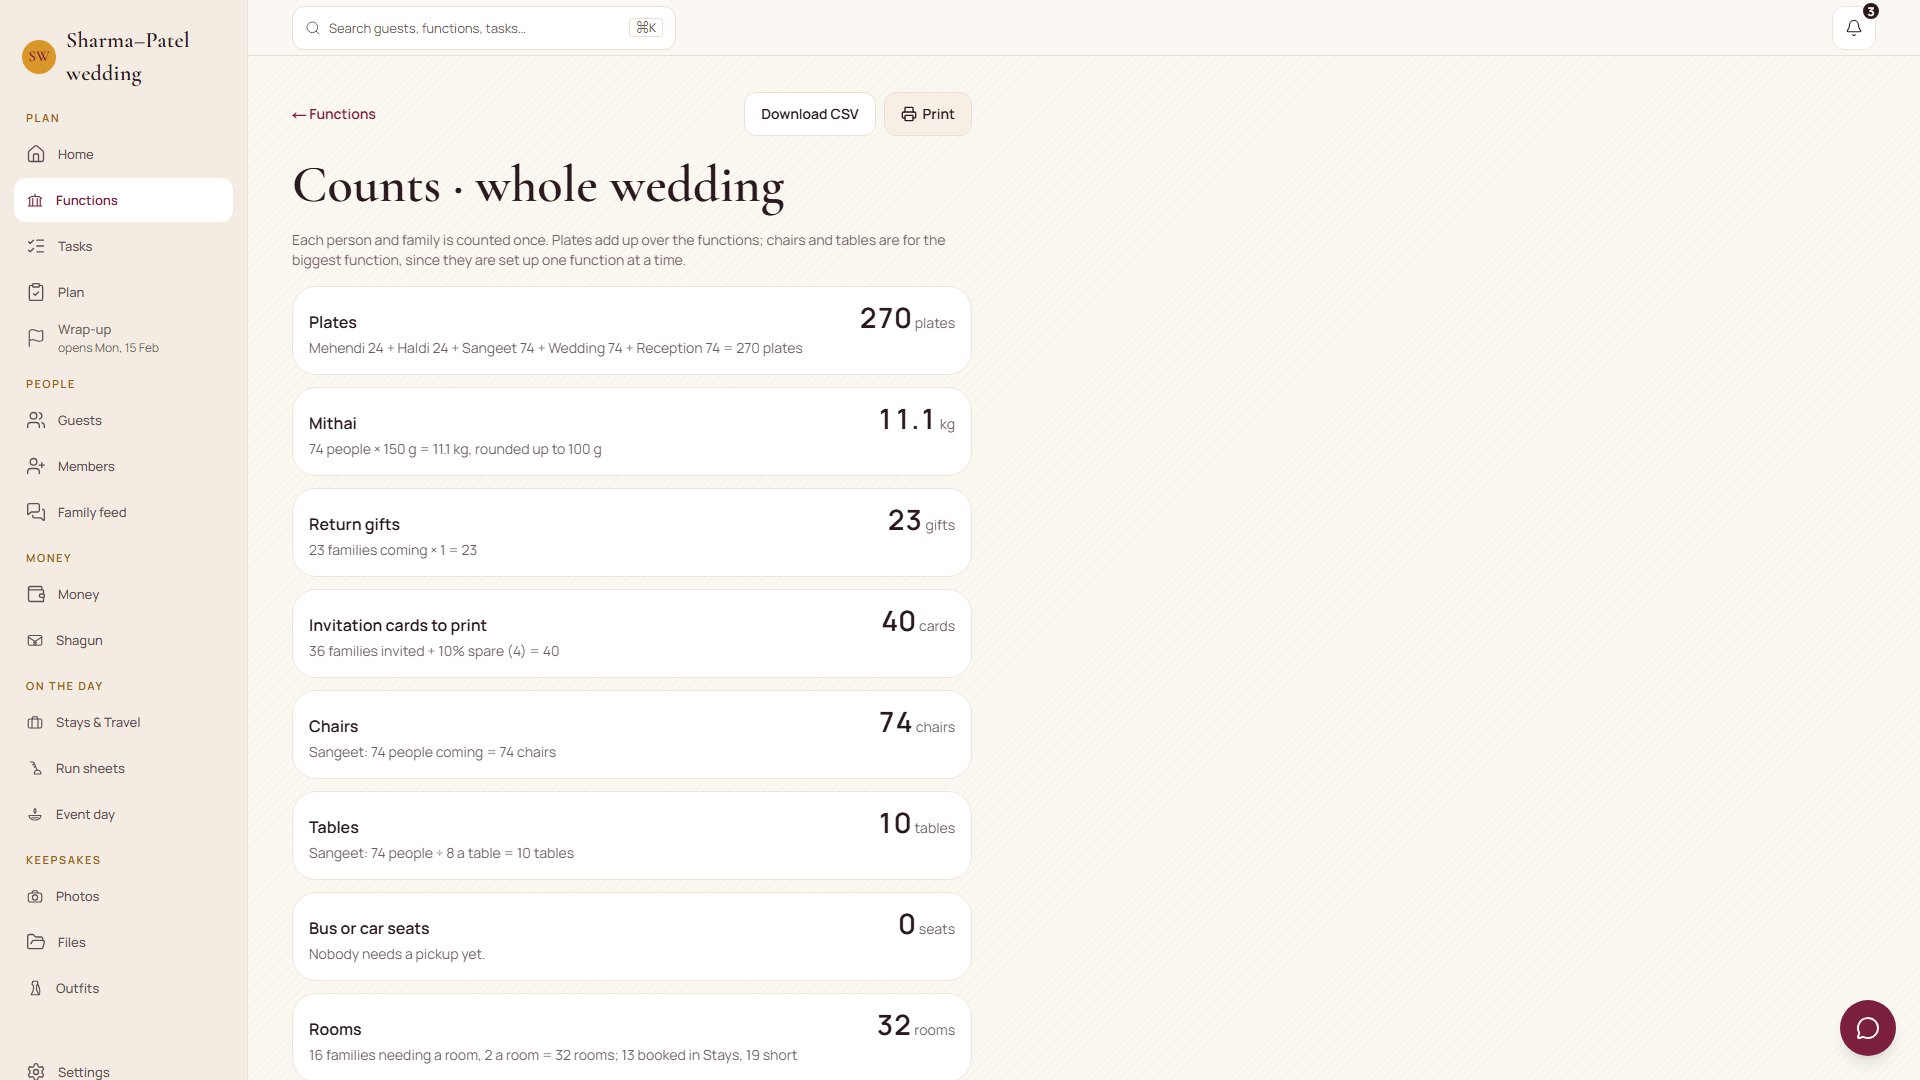 SW
Sharma–Patel
wedding
PLAN
Home
Functions
Tasks
Plan
Wrap-up
opens Mon, 15 Feb
PEOPLE
Guests
Members
Family feed
MONEY
Money
Shagun
ON THE DAY
Stays & Travel
Run sheets
Event day
KEEPSAKES
Photos
Files
Outfits
Settings
Search guests, functions, tasks…
⌘K
3
← Functions
Download CSV
Print
Counts · whole wedding
Each person and family is counted once. Plates add up over the functions; chairs and tables are for the
biggest function, since they are set up one function at a time.
Plates
270 plates
Mehendi 24 + Haldi 24 + Sangeet 74 + Wedding 74 + Reception 74 = 270 plates
Mithai
11.1 kg
74 people × 150 g = 11.1 kg, rounded up to 100 g
Return gifts
23 gifts
23 families coming × 1 = 23
Invitation cards to print
40 cards
36 families invited + 10% spare (4) = 40
Chairs
74 chairs
Sangeet: 74 people coming = 74 chairs
Tables
10 tables
Sangeet: 74 people ÷ 8 a table = 10 tables
Bus or car seats
0 seats
Nobody needs a pickup yet.
Rooms
32 rooms
16 families needing a room, 2 a room = 32 rooms; 13 booked in Stays, 19 short